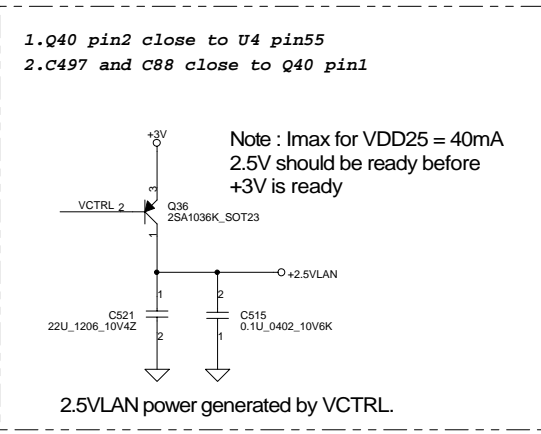 1.Q40 pin2 close to U4 pin55
2.C497 and C88 close to Q40 pin1
+3V
Note : Imax for VDD25 = 40mA
2.5V should be ready before
+3V is ready
3
VCTRL 2
Q36
2SA1036K_SOT23
1
+2.5VLAN
1
2
C521
22U_1206_10V4Z
C515
0.1U_0402_10V6K
2
1
2.5VLAN power generated by VCTRL.